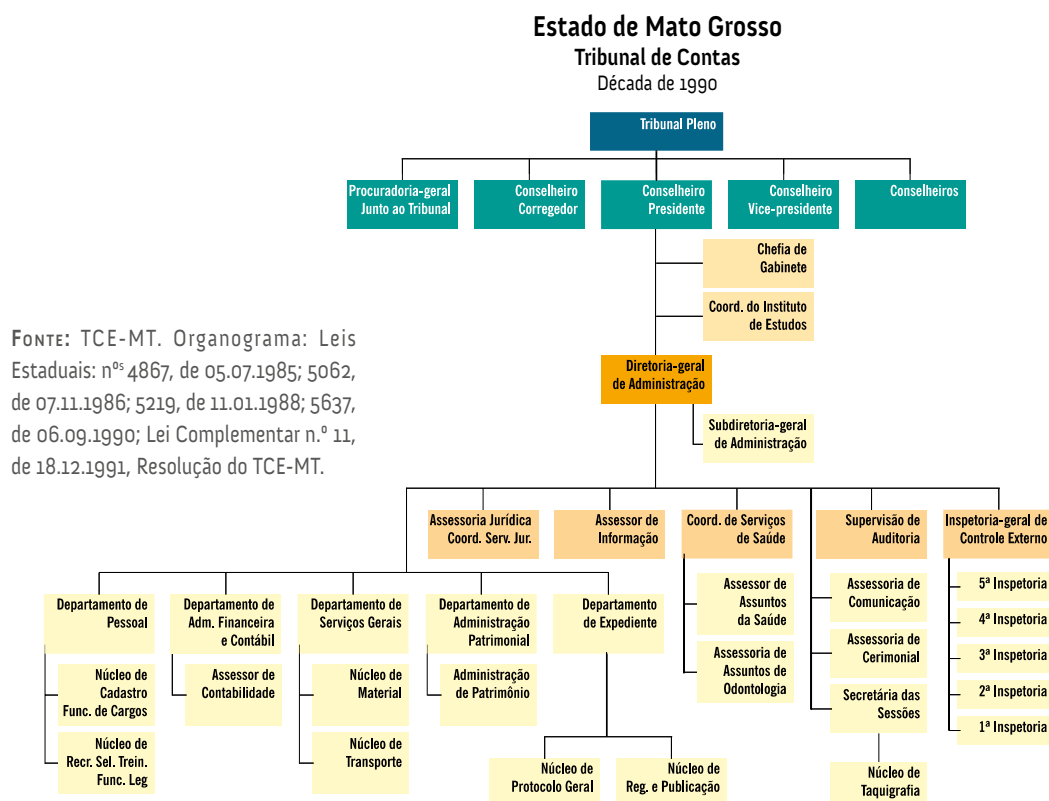 Estado de Mato Grosso
Tribunal de Contas
Década de 1990
Tribunal Pleno
Procuradoria-geral
Junto ao Tribunal
Conselheiro
Corregedor
Conselheiro
Presidente
Conselheiro
Vice-presidente
Conselheiros
Chefia de
Gabinete
Coord. do Instituto
de Estudos
FONTE: TCE-MT. Organograma: Leis
Estaduais: nºs 4867, de 05.07.1985; 5062,
de 07.11.1986; 5219, de 11.01.1988; 5637,
de 06.09.1990; Lei Complementar n.º 11,
de 18.12.1991, Resolução do TCE-MT.
Diretoria-geral
de Administração
Subdiretoria-geral
de Administração
Assessoria Jurídica
Coord. Serv. Jur.
Assessor de
Informação
Coord. de Serviços
de Saúde
Supervisão de
Auditoria
Inspetoria-geral de
Controle Externo
Assessor de
Assuntos
da Saúde
Assessoria de
Assuntos de
Odontologia
Assessoria de
Comunicação
Assessoria de
Cerimonial
Secretária das
Sessões
Núcleo de
Taquigrafia
5ª Inspetoria
4ª Inspetoria
3ª Inspetoria
2ª Inspetoria
1ª Inspetoria
Departamento de
Pessoal
Departamento de
Adm. Financeira
e Contábil
Departamento de
Serviços Gerais
Departamento de
Administração
Patrimonial
Departamento
de Expediente
Núcleo de
Cadastro
Func. de Cargos
Assessor de
Contabilidade
Núcleo de
Material
Administração
de Patrimônio
Núcleo de
Recr. Sel. Trein.
Func. Leg
Núcleo de
Transporte
Núcleo de
Protocolo Geral
Núcleo de
Reg. e Publicação